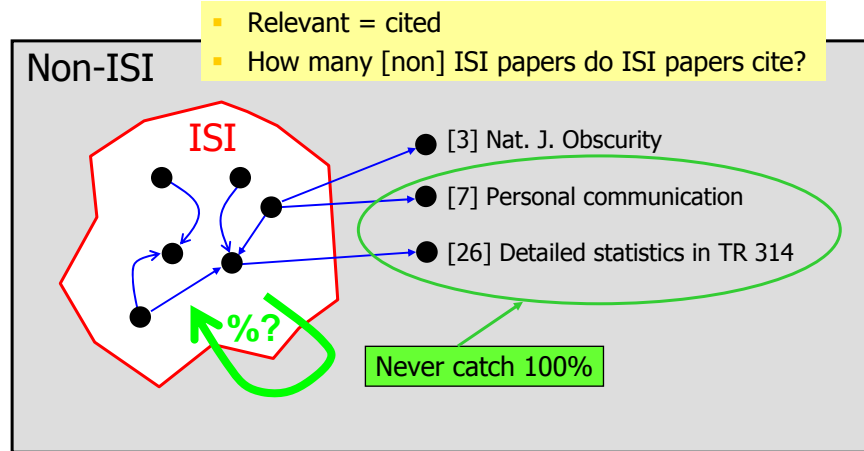 Relevant = cited
How many [non] ISI papers do ISI papers cite?
Non-ISI
ISI
[3] Nat. J. Obscurity
[7] Personal communication
[26] Detailed statistics in TR 314
%?
Never catch 100%